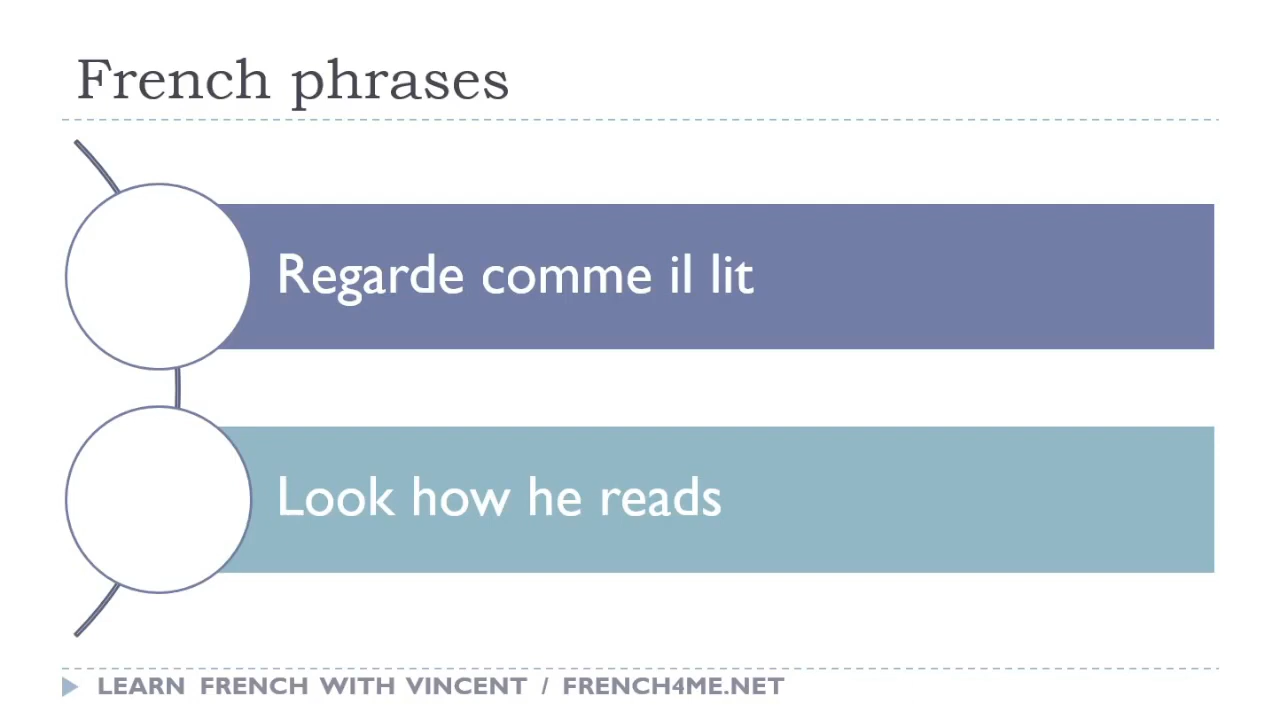 French phrases
Regarde comme il lit
Look how he reads
LEARN FRENCH WITH VINCENT / FRENCH4ME.NET